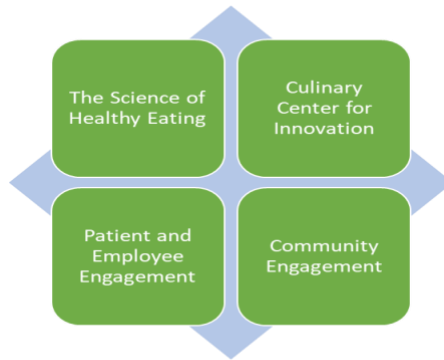 The Science of
Healthy Eating
Culinary
Center for
Innovation
Patient and
Employee
Engagement
Community
Engagement